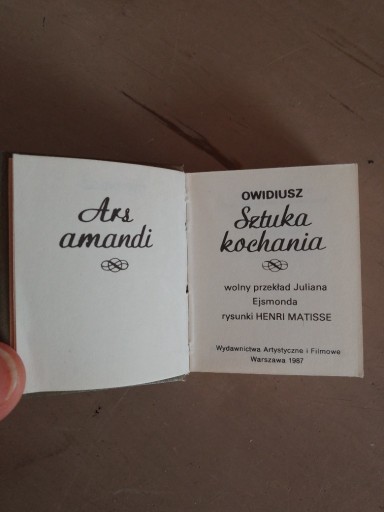 Ars
amandi
OWIDIUSZ
Sztuka
kochania
wolny przekład Juliana
Ejsmonda
rysunki HENRI MATISSE
Wydawnictwa Artystyczne i Filmowe
Warszawa 1987